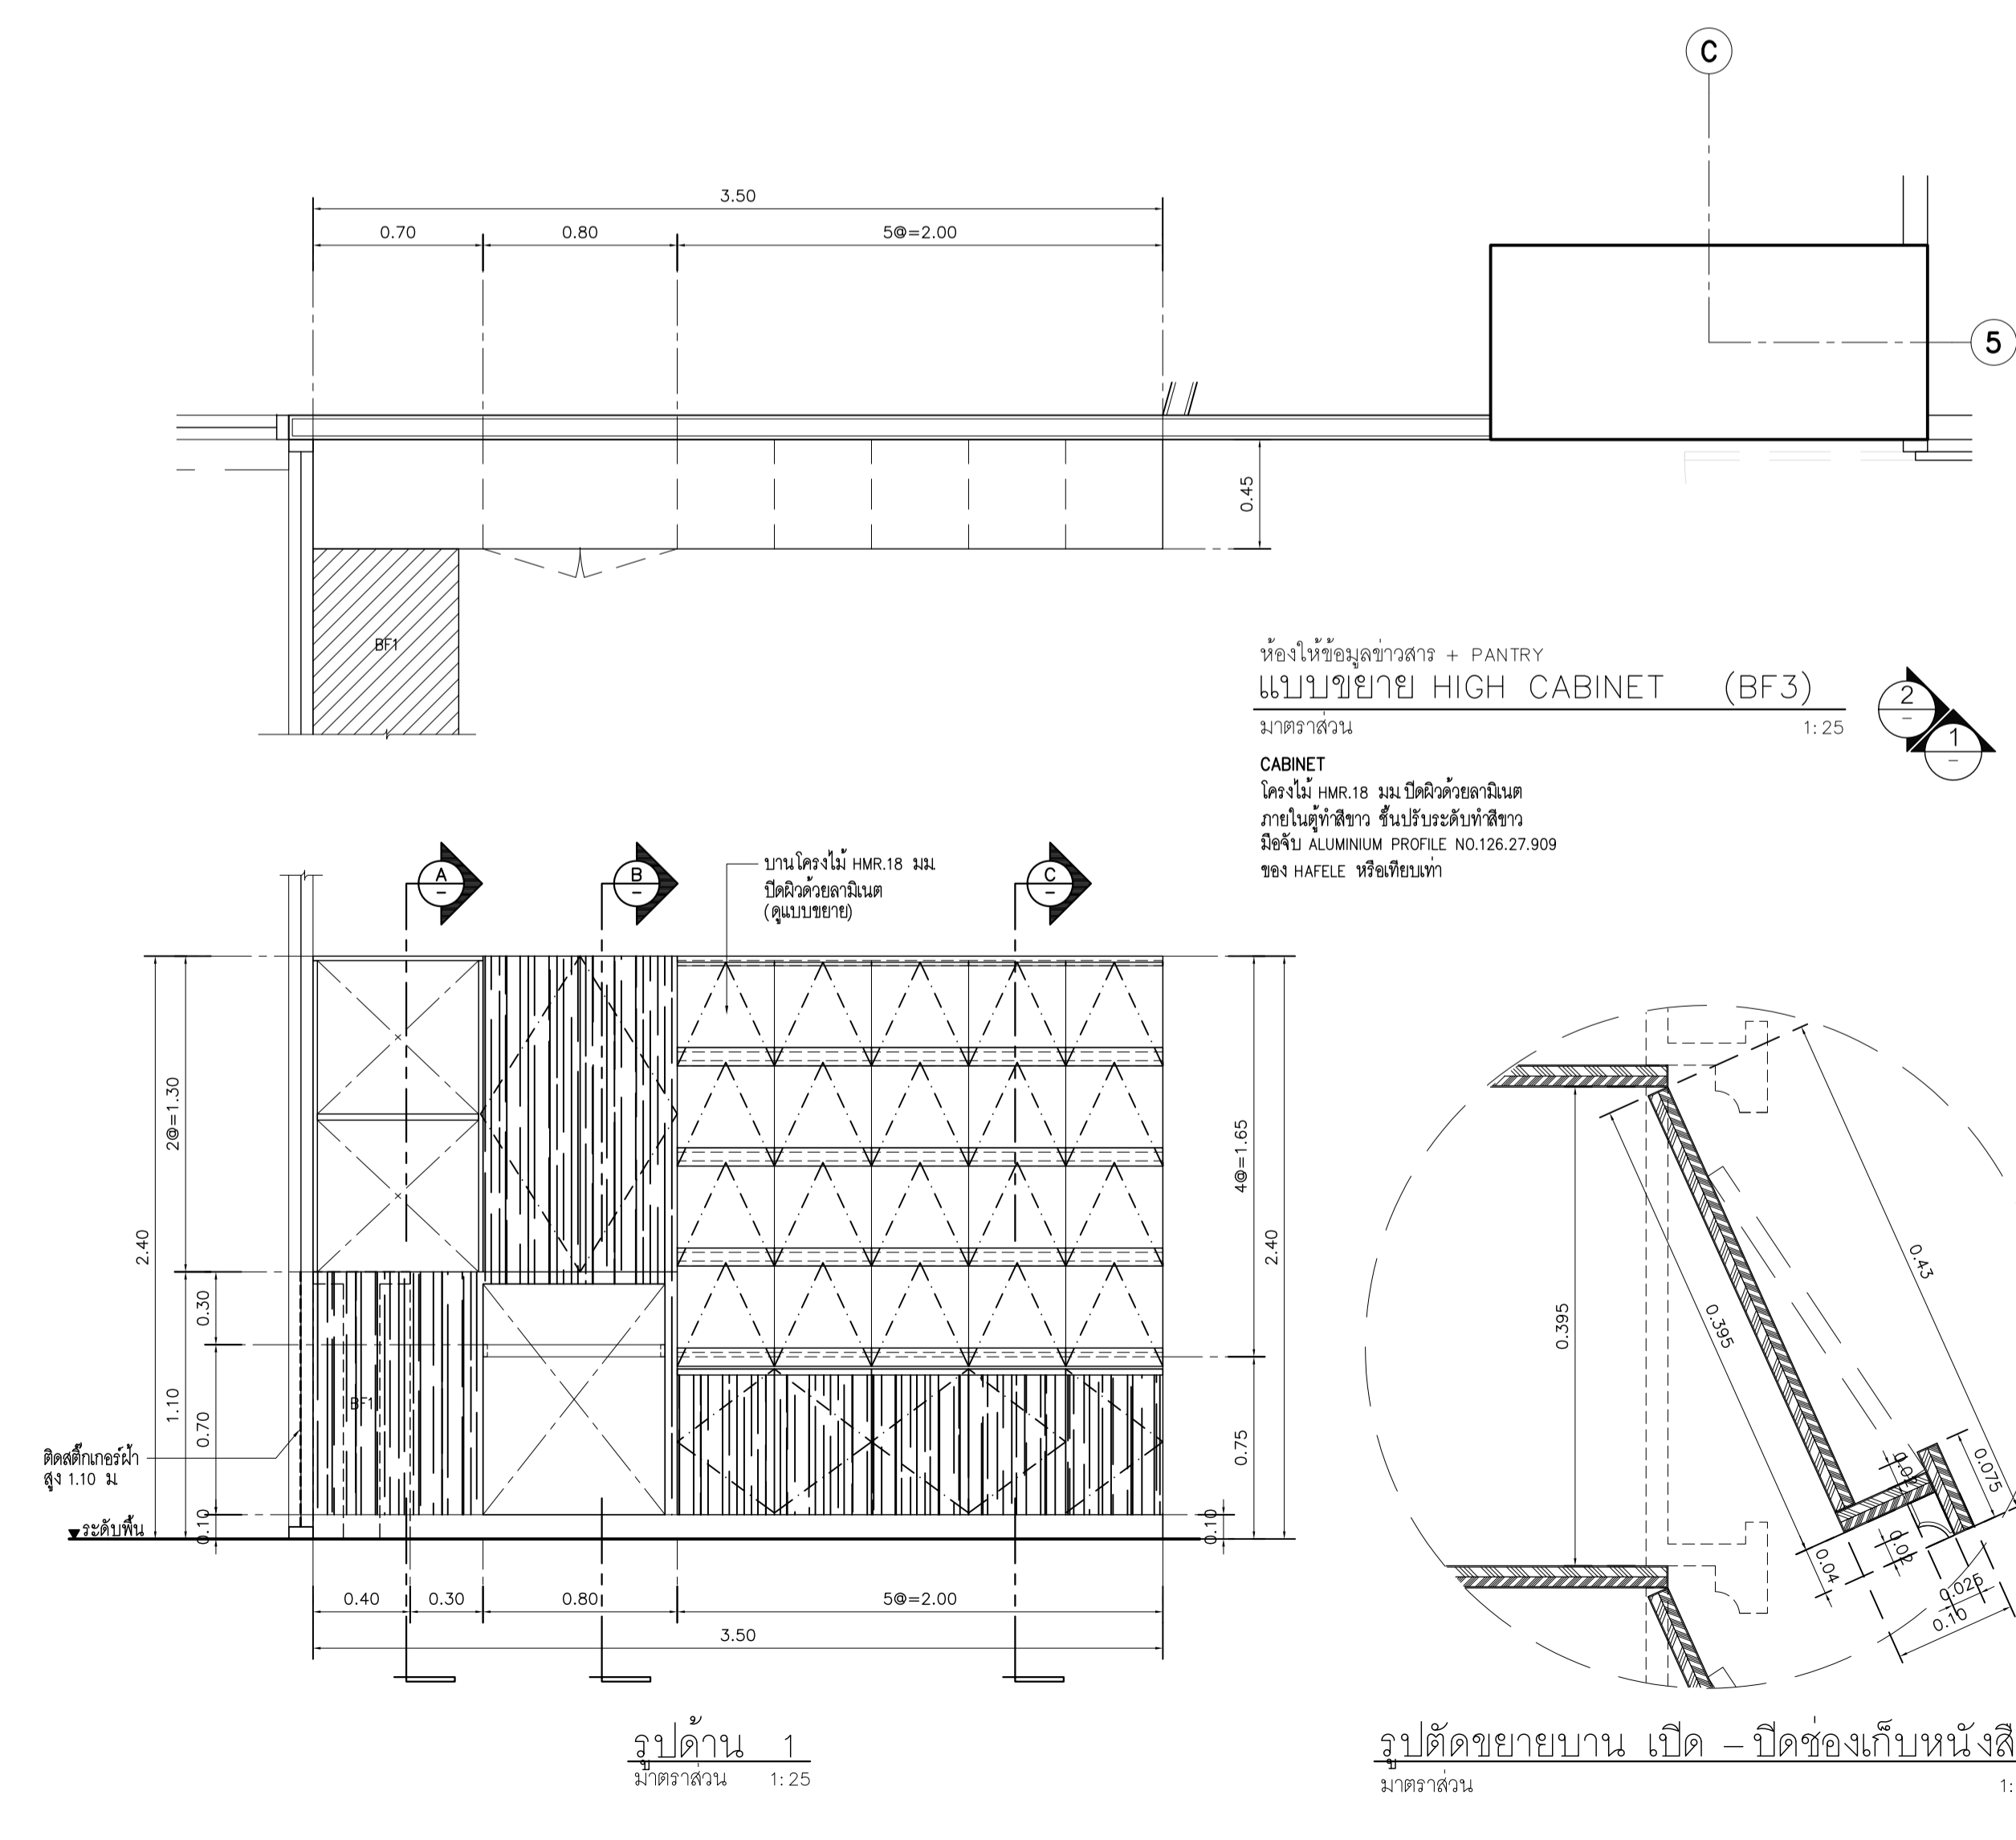 C
3.50
0.70
0.80
5@=2.00
5
0.45
BF1
ห้องให้ข้อมูลข่าวสาร + PANTRY
แบบขยาย HIGH CABINET (BF3)
มาตราส่วน 1:25
2
–
1
–
CABINET
โครงไม้ HMR.18 มม.ปิดผิวด้วยลามิเนต
ภายในตู้ทำสีขาว ชั้นปรับระดับทำสีขาว
มือจับ ALUMINIUM PROFILE NO.126.27.909
ของ HAFELE หรือเทียบเท่า
A
–
B
–
C
–
บานโครงไม้ HMR.18 มม.
ปิดผิวด้วยลามิเนต
(ดูแบบขยาย)
2.40
2@=1.30
1.10
0.30
0.70
0.10
BF1
ติดสติ๊กเกอร์ฝ้า
สูง 1.10 ม.
ระดับพื้น
4@=1.65
2.40
0.75
0.10
0.40
0.30
0.80
5@=2.00
3.50
รูปด้าน 1
มาตราส่วน 1:25
0.395
0.395
0.43
0.02
0.075
0.04
0.02
0.025
0.10
รูปตัดขยายบาน เปิด – ปิดช่องเก็บหนังสื
มาตราส่วน 1: